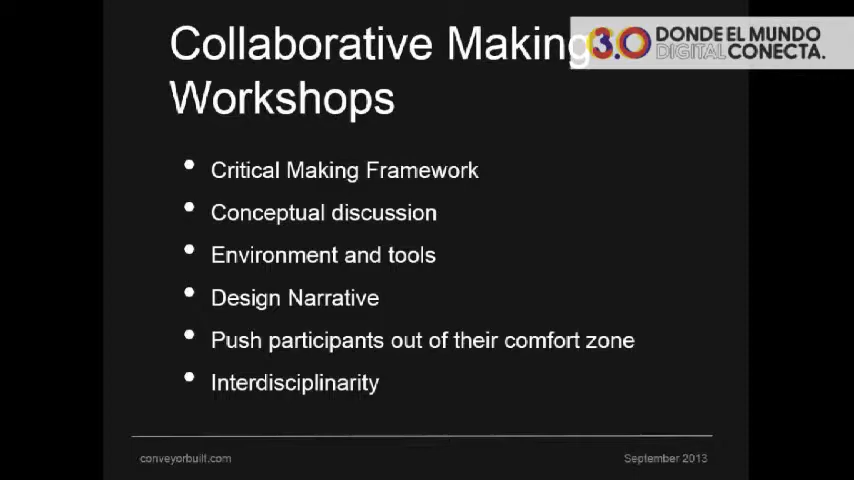 Collaborative Making
Workshops
3.0 DONDE EL MUNDO
DIGITAL CONECTA.
• Critical Making Framework
• Conceptual discussion
• Environment and tools
• Design Narrative
• Push participants out of their comfort zone
• Interdisciplinarity
conveyorbuilt.com
September 2013